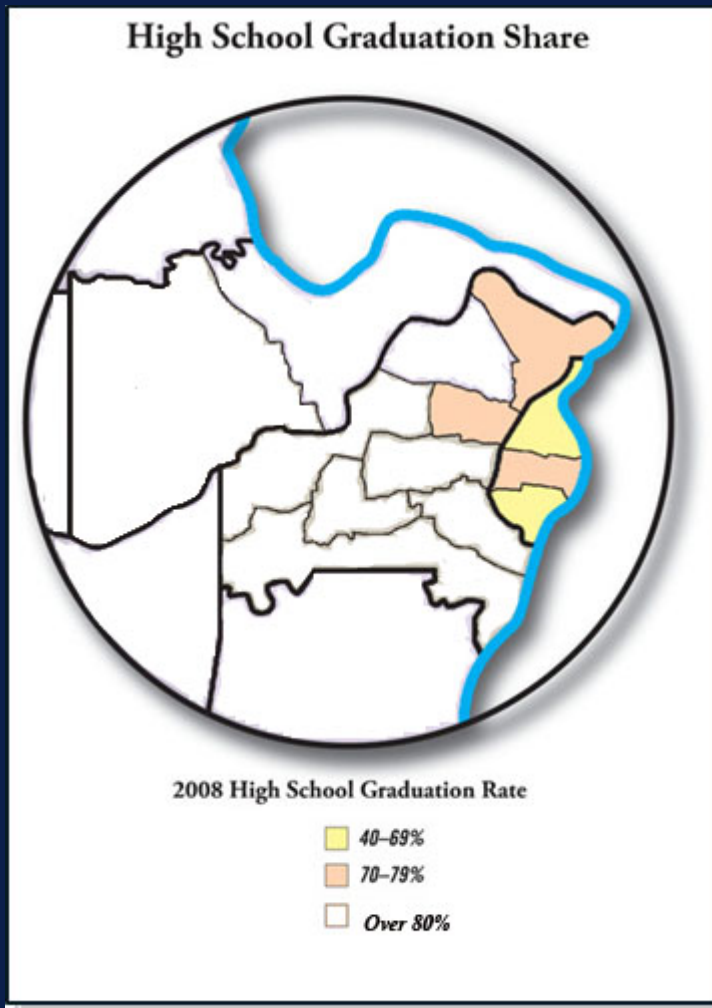 High School Graduation Share
2008 High School Graduation Rate
40–69%
70–79%
Over 80%